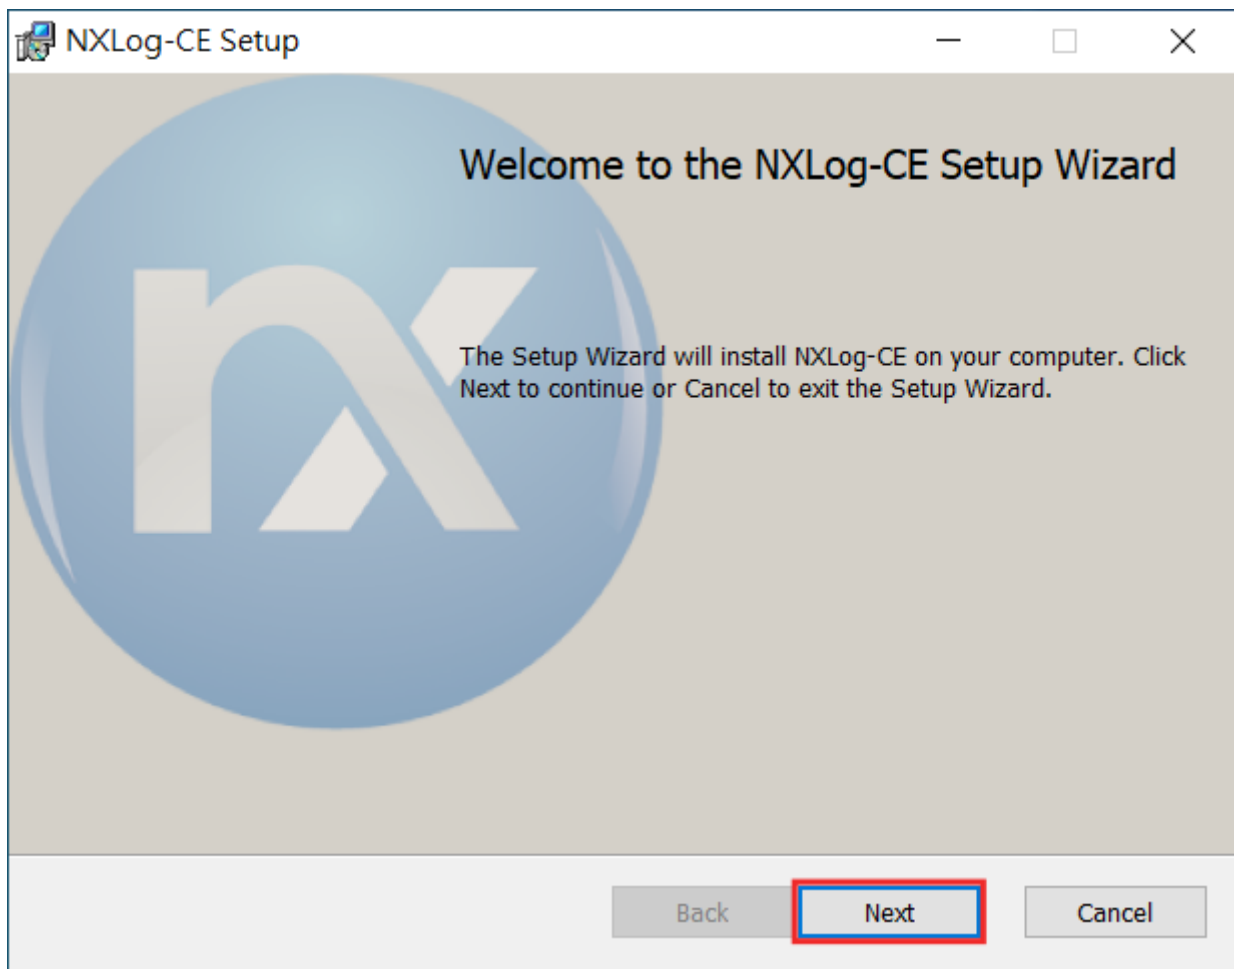 NXLog-CE Setup
Welcome to the NXLog-CE Setup Wizard
nx
The Setup Wizard will install NXLog-CE on your computer. Click
Next to continue or Cancel to exit the Setup Wizard.
Back
Next
Cancel